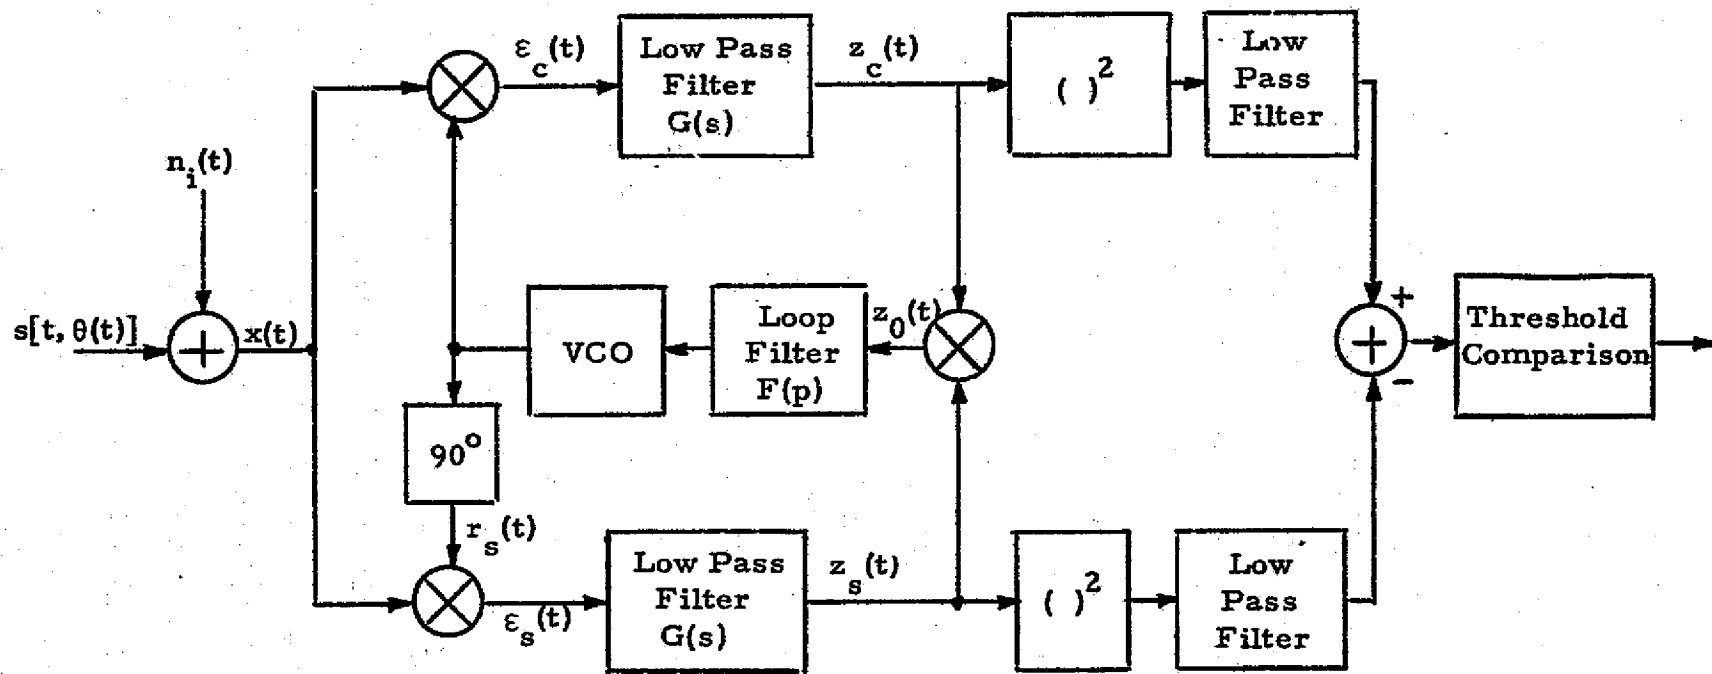 ε_c(t)
Low Pass
Filter
G(s)
z_c(t)
( )^2
Low
Pass
Filter
n_i(t)
s[t, θ(t)]
+
x(t)
VCO
Loop
Filter
F(p)
z_0(t)
+
+
-
Threshold
Comparison
90°
r_s(t)
ε_s(t)
Low Pass
Filter
G(s)
z_s(t)
( )^2
Low
Pass
Filter